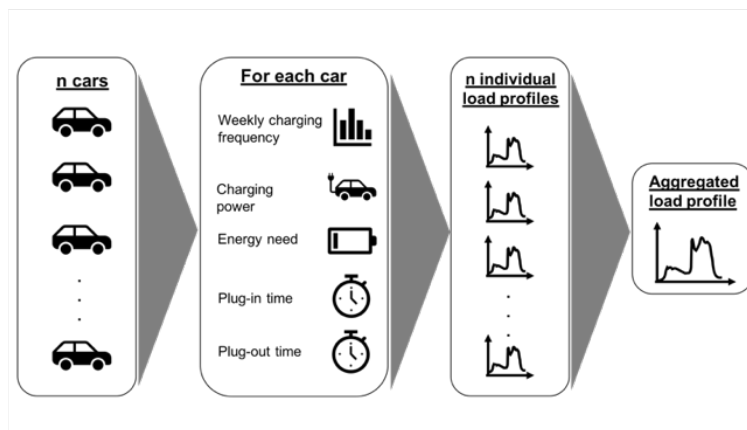 n cars
For each car
Weekly charging
frequency
Charging
power
Energy need
Plug-in time
Plug-out time
n individual
load profiles
Aggregated
load profile